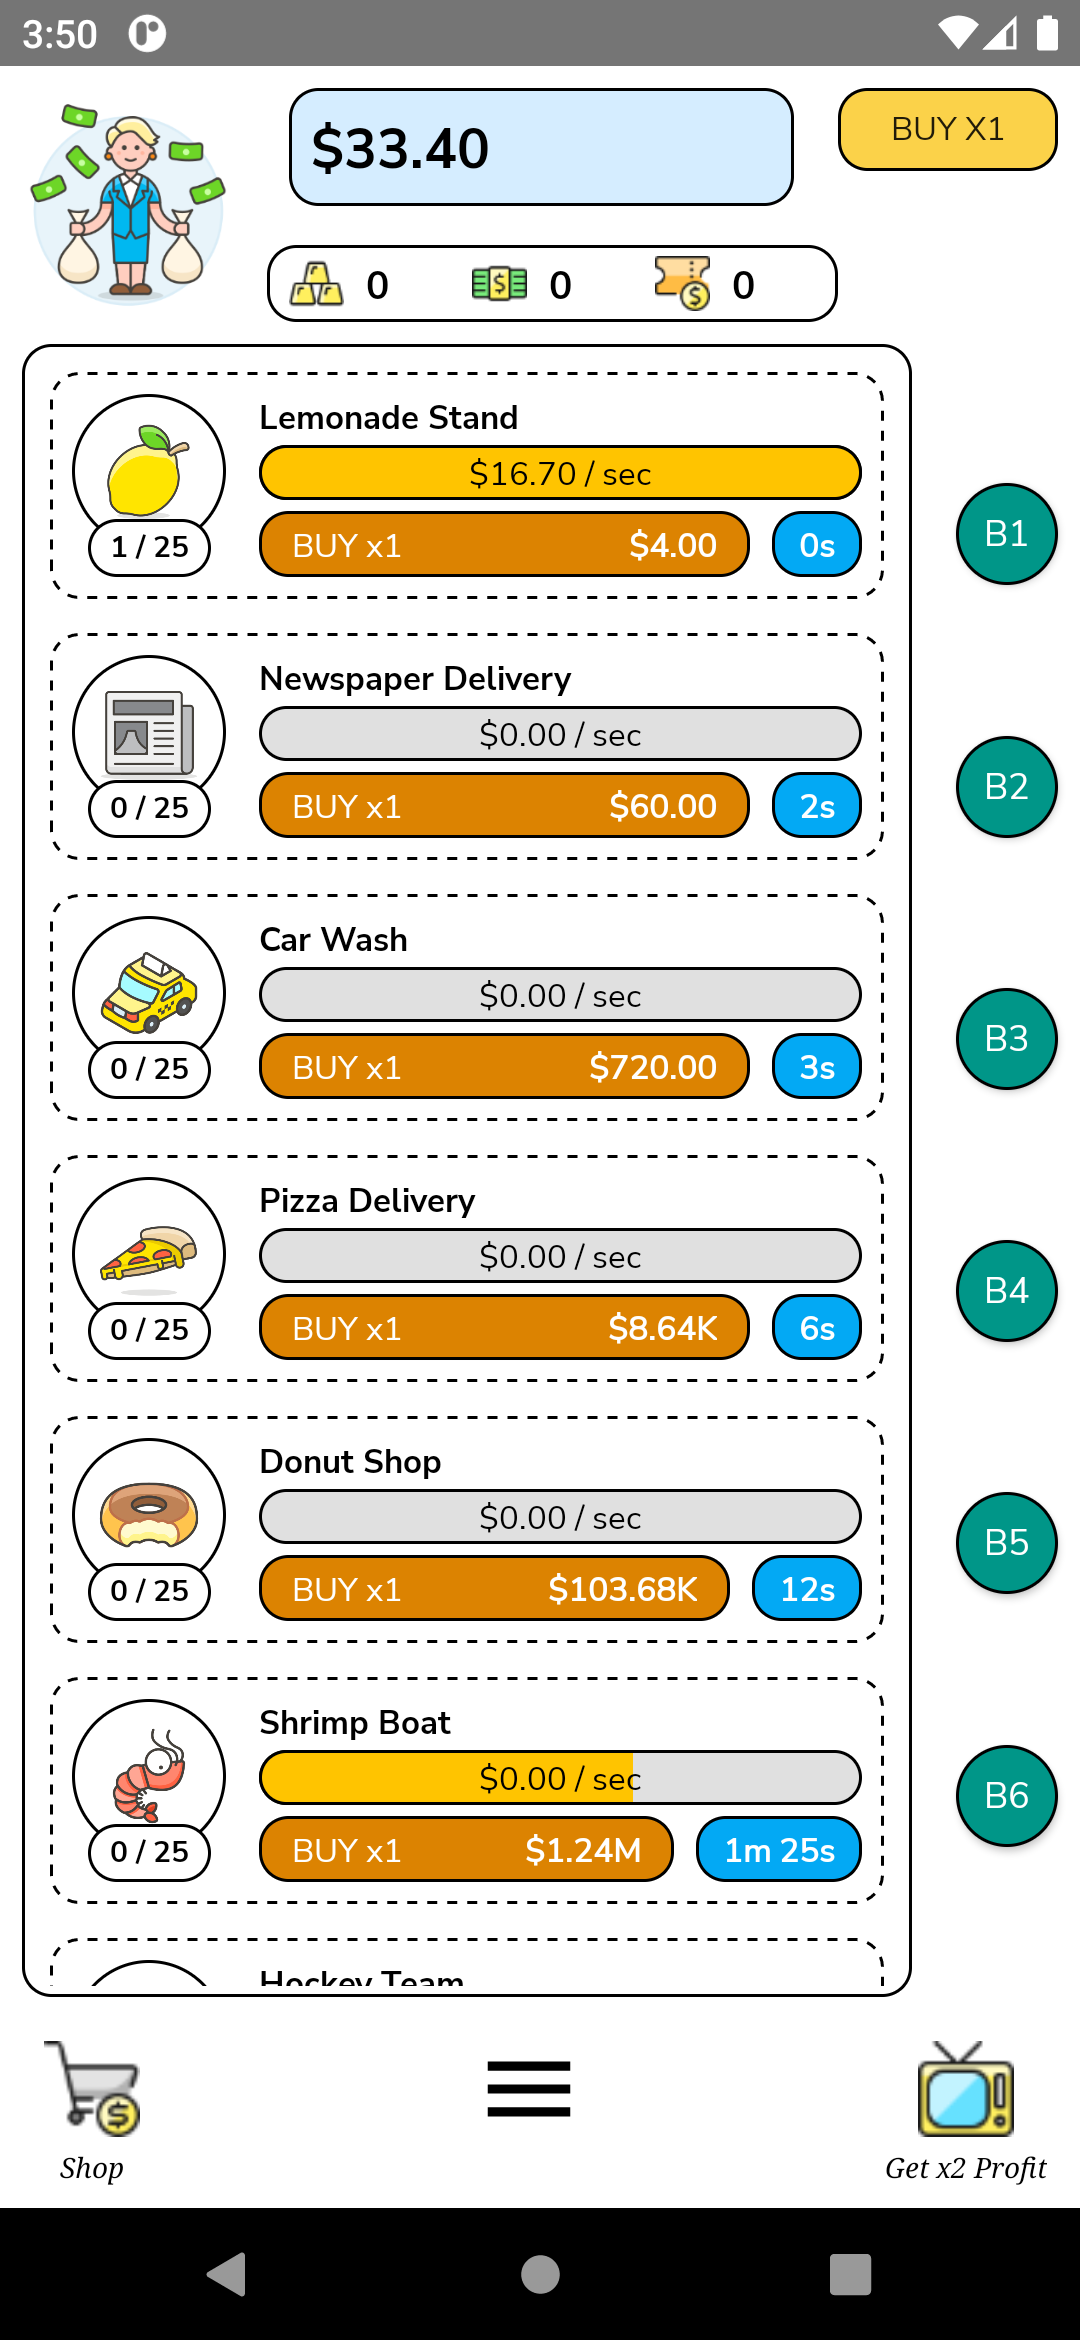 3:50
$33.40
BUY X1
0
0
0
Lemonade Stand
$16.70 / sec
1 / 25
BUY x1
$4.00
0s
B1
Newspaper Delivery
$0.00 / sec
0 / 25
BUY x1
$60.00
2s
B2
Car Wash
$0.00 / sec
0 / 25
BUY x1
$720.00
3s
B3
Pizza Delivery
$0.00 / sec
0 / 25
BUY x1
$8.64K
6s
B4
Donut Shop
$0.00 / sec
0 / 25
BUY x1
$103.68K
12s
B5
Shrimp Boat
$0.00 / sec
0 / 25
BUY x1
$1.24M
1m 25s
B6
Hockey Team
Shop
Get x2 Profit